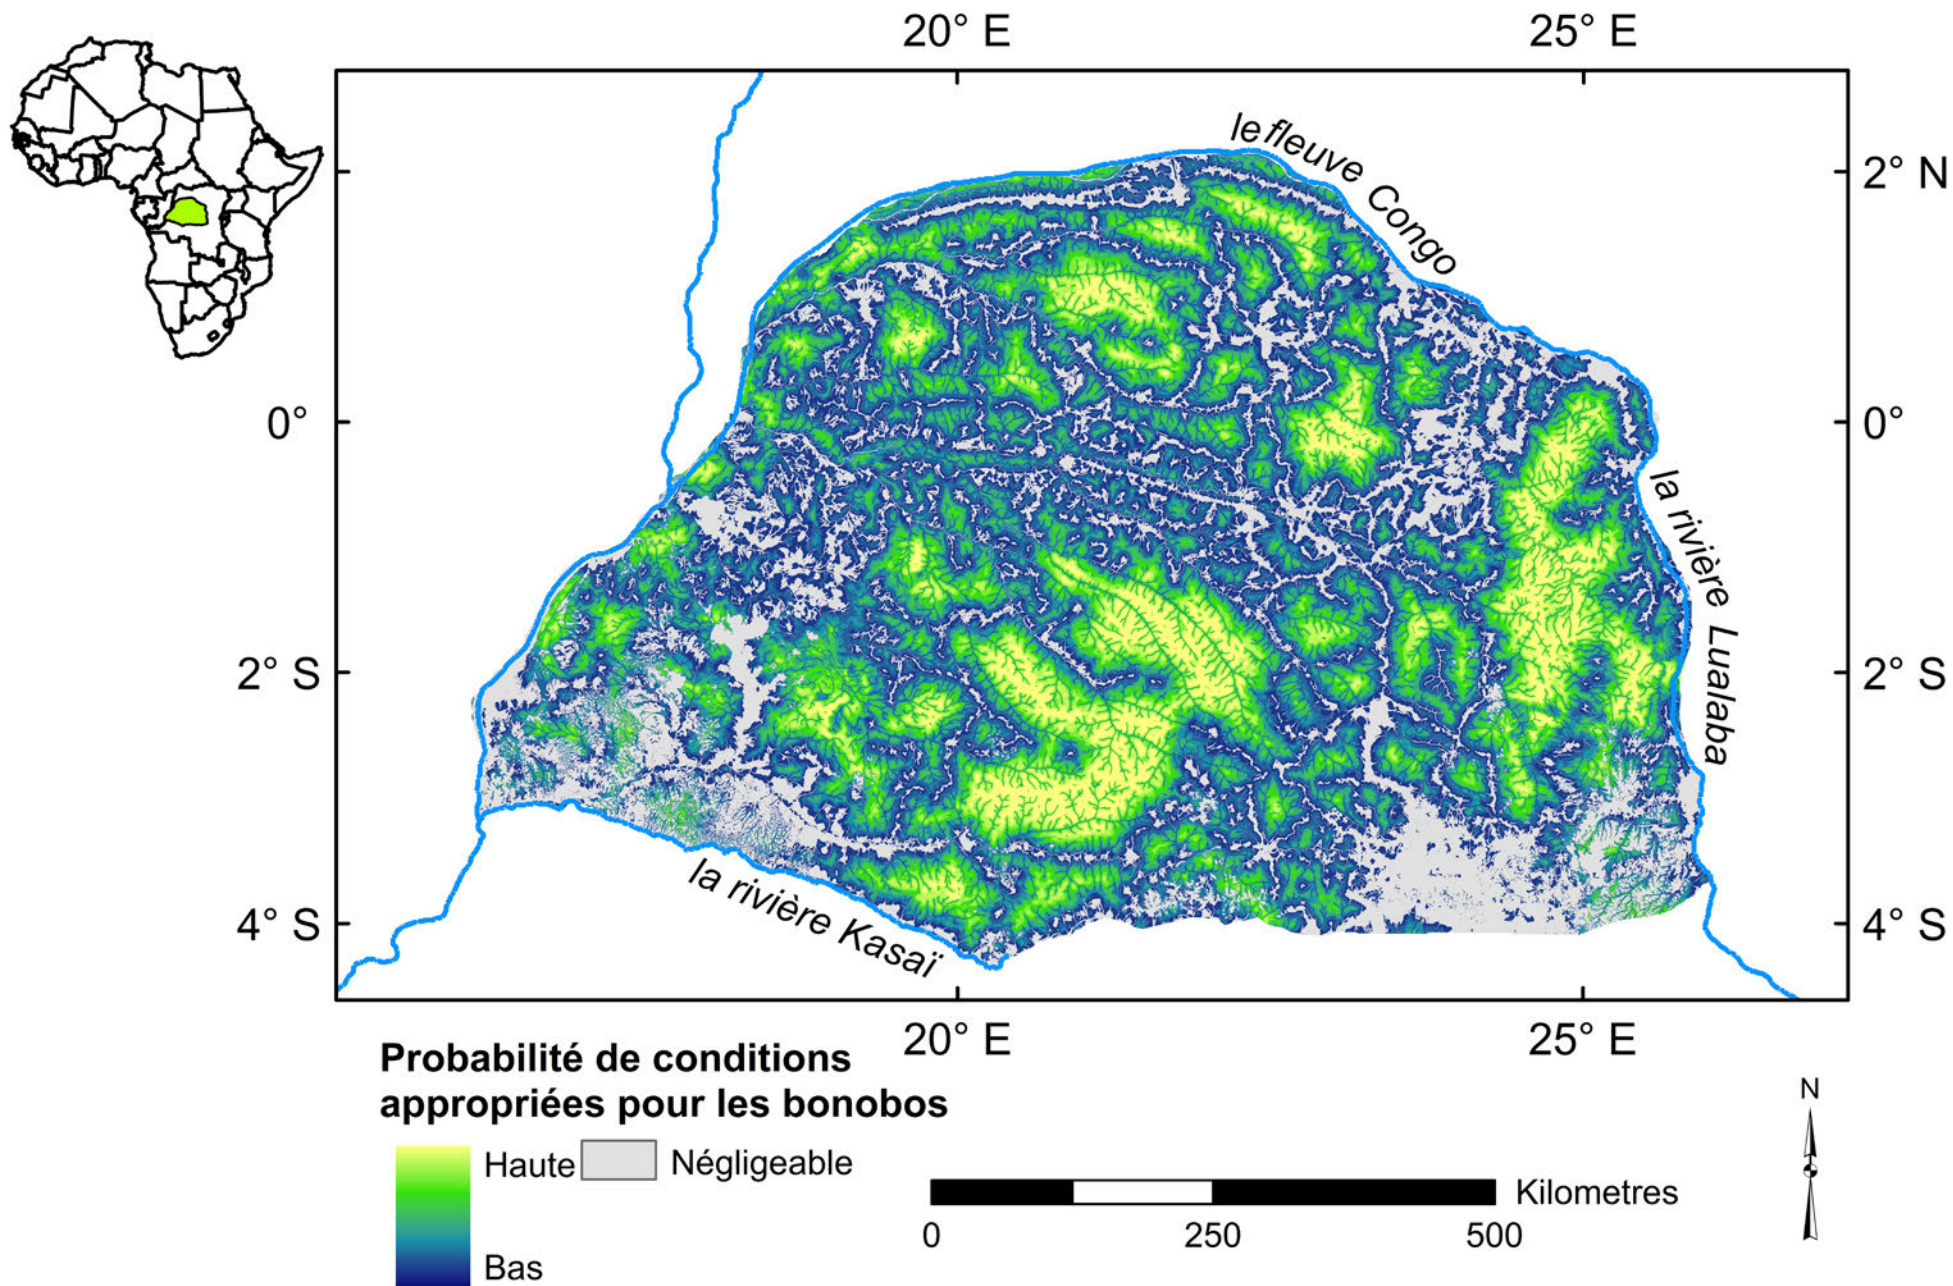 20° E
25° E
le fleuve Congo
2° N
0°
0°
la rivière Lualaba
2° S
2° S
la rivière Kasaï
4° S
4° S
20° E
25° E
Probabilité de conditions
appropriées pour les bonobos
Haute
Négligeable
Bas
Kilometres
0
250
500
N